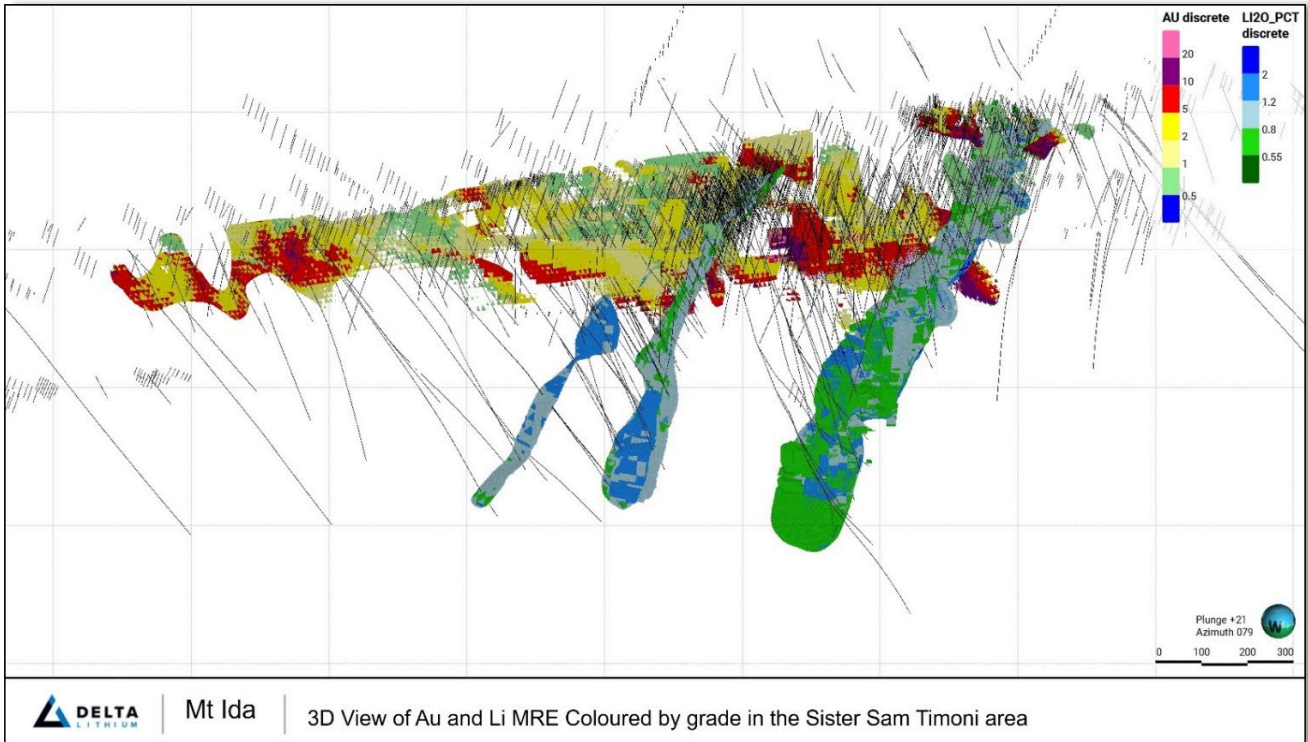 AU discrete
20
10
5
2
1
0.5
LI2O_PCT
discrete
2
1.2
0.8
0.55
Plunge +21
Azimuth 079
W
0 100 200 300
DELTA
LITHIUM
Mt Ida
3D View of Au and Li MRE Coloured by grade in the Sister Sam Timoni area